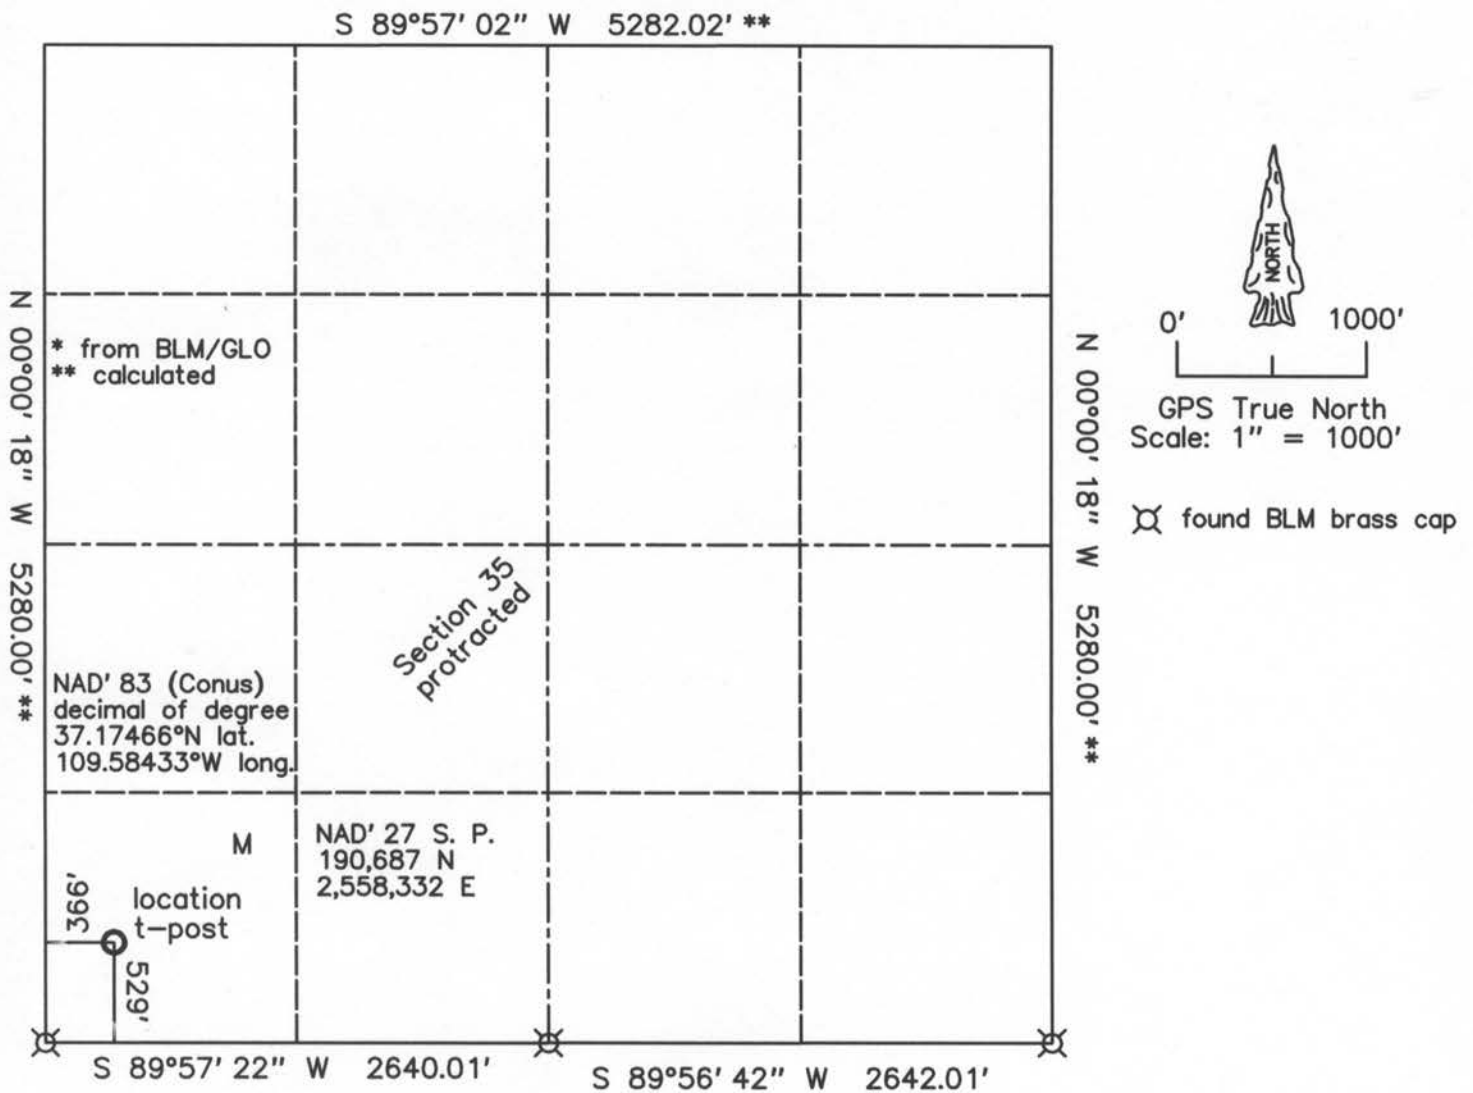 S 89°57' 02" W 5282.02' **
N 00°00' 18" W 5280.00' **
* from BLM/GLO
** calculated
Section 35
protracted
NAD' 83 (Conus)
decimal of degree
37.17466°N lat.
109.58433°W long.
M
NAD' 27 S. P.
190,687 N
2,558,332 E
366'
location
t-post
529'
S 89°57' 22" W 2640.01'
S 89°56' 42" W 2642.01'
N 00°00' 18" W 5280.00' **
NORTH
0' 1000'
GPS True North
Scale: 1" = 1000'
found BLM brass cap